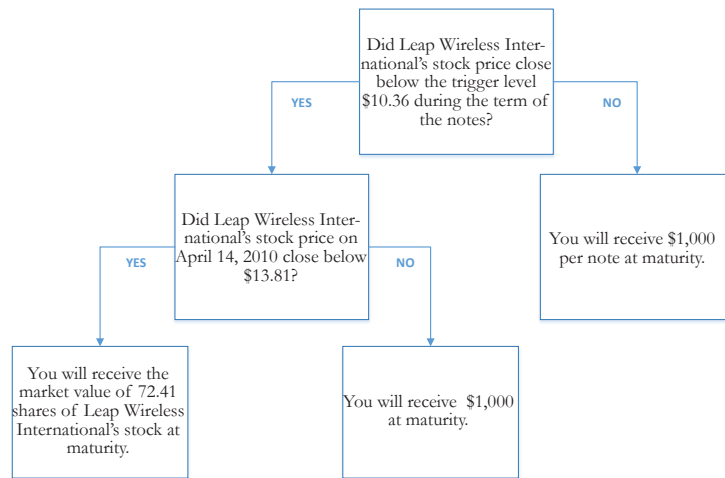 Did Leap Wireless Inter-
national's stock price close
below the trigger level
$10.36 during the term of
the notes?
YES
NO
Did Leap Wireless Inter-
national's stock price on
April 14, 2010 close below
$13.81?
You will receive $1,000
per note at maturity.
YES
NO
You will receive the
market value of 72.41
shares of Leap Wireless
International's stock at
maturity.
You will receive $1,000
at maturity.